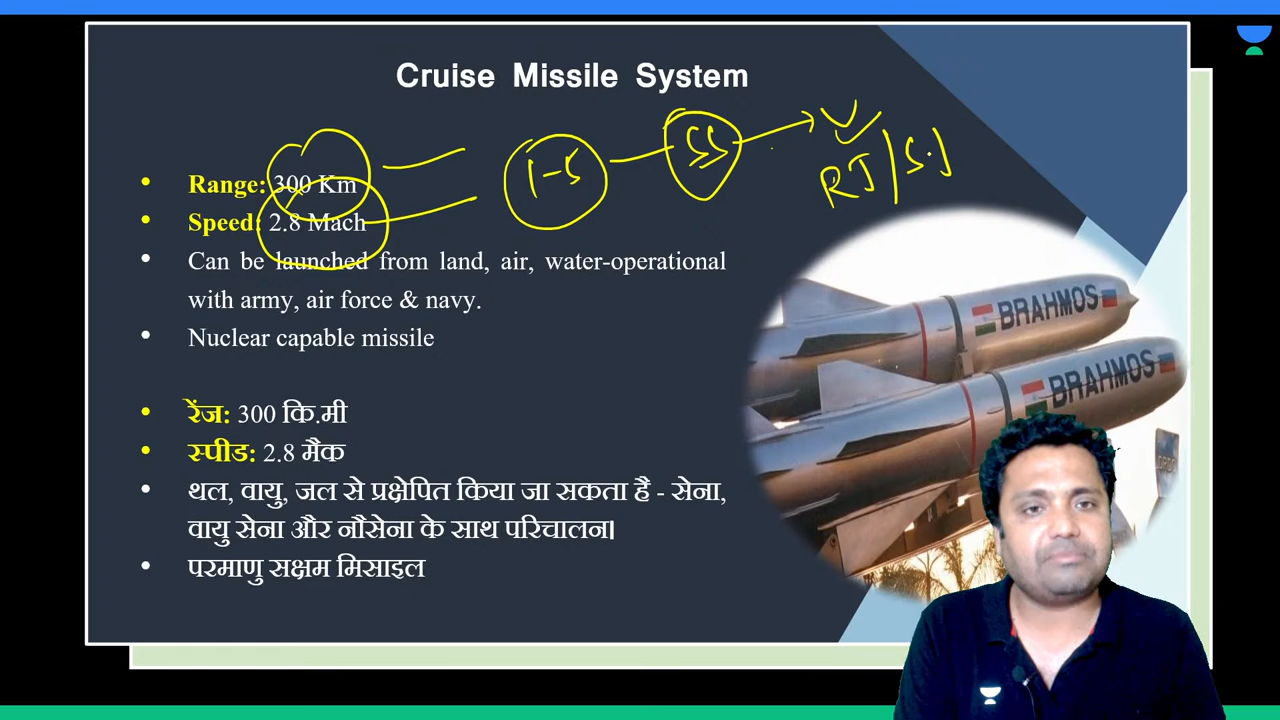 Cruise Missile System
Range: 300 Km
Speed: 2.8 Mach
1-5
SS
RJ | S.J
Can be launched from land, air, water-operational
with army, air force & navy.
Nuclear capable missile
रेंज: 300 कि.मी
स्पीड: 2.8 मैक
थल, वायु, जल से प्रक्षेपित किया जा सकता है - सेना,
वायु सेना और नौसेना के साथ परिचालन।
परमाणु सक्षम मिसाइल
BRAHMOS
BRAHMOS